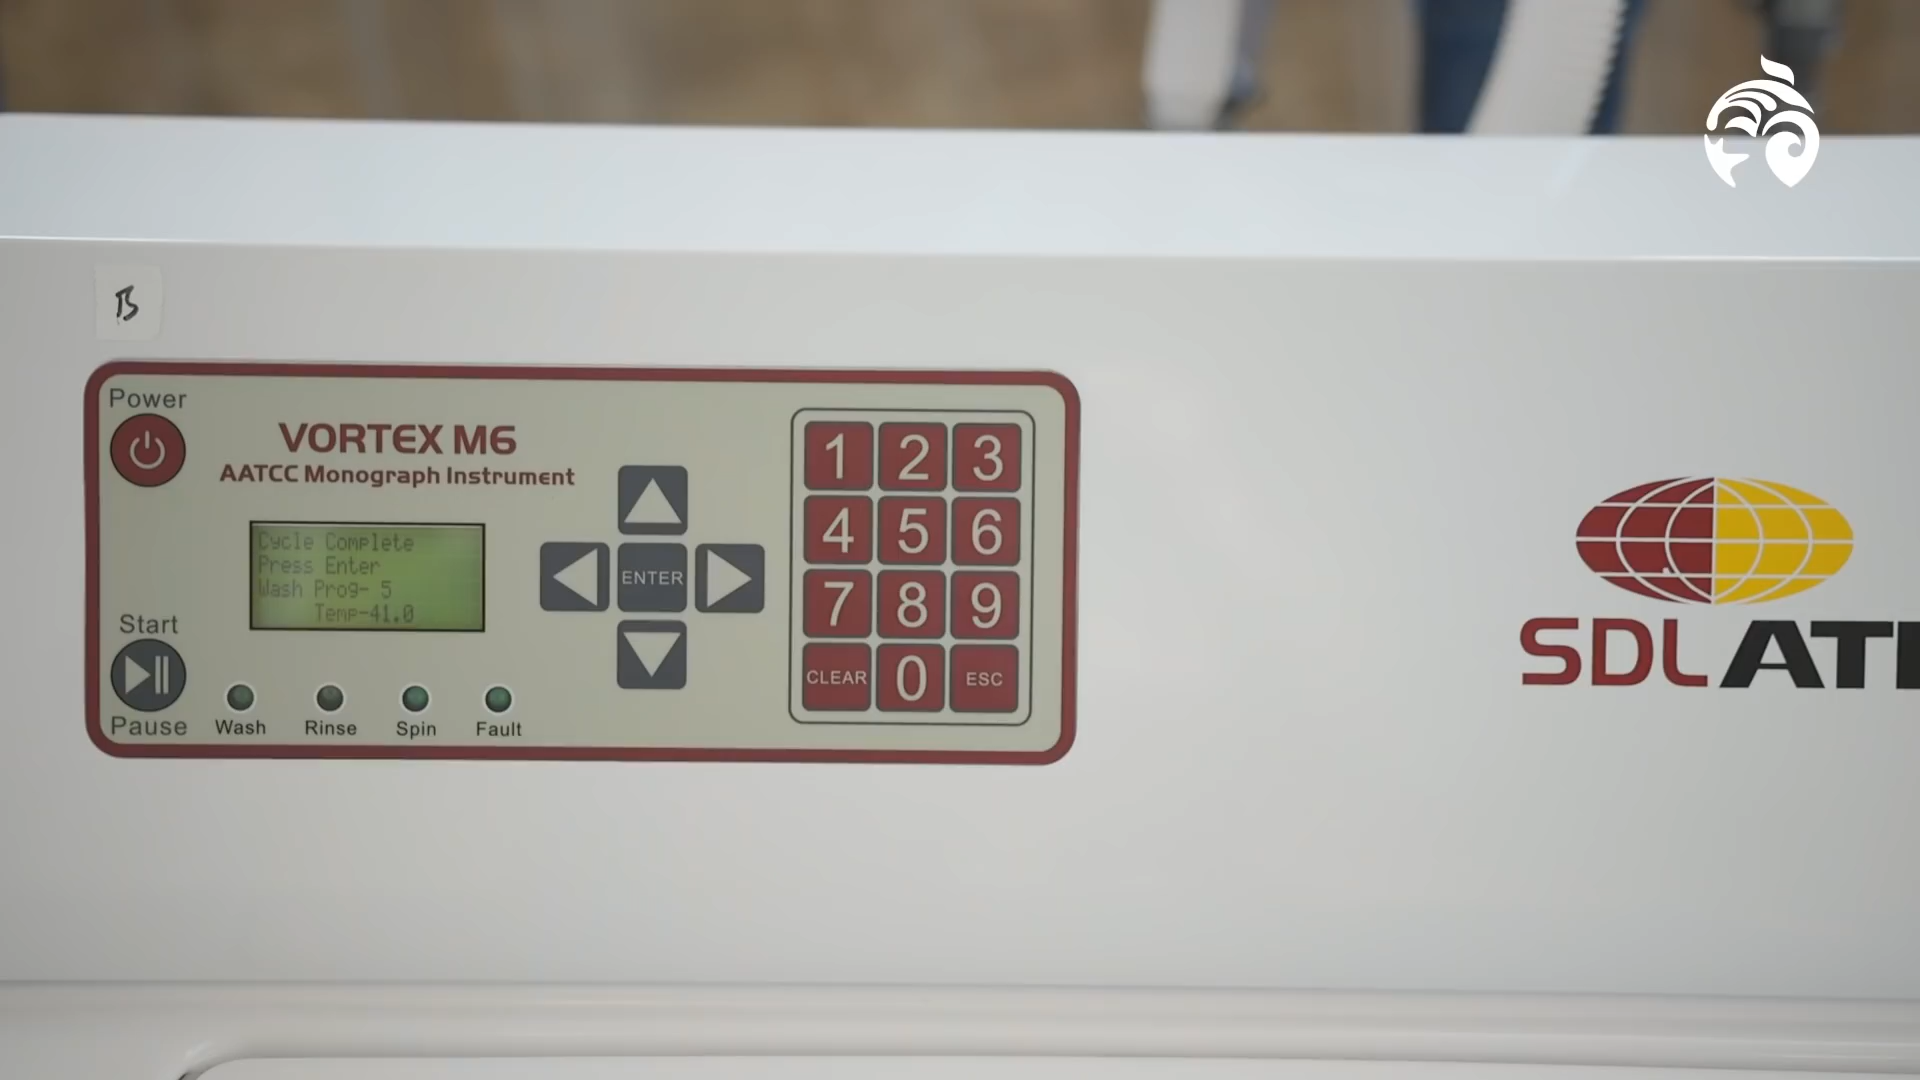 B
Power
VORTEX M6
AATCC Monograph Instrument
Cycle Complete
Press Enter
Wash Prog- 5
Temp-41.0
Start
Pause
Wash
Rinse
Spin
Fault
ENTER
1 2 3
4 5 6
7 8 9
CLEAR 0 ESC
SDLATL